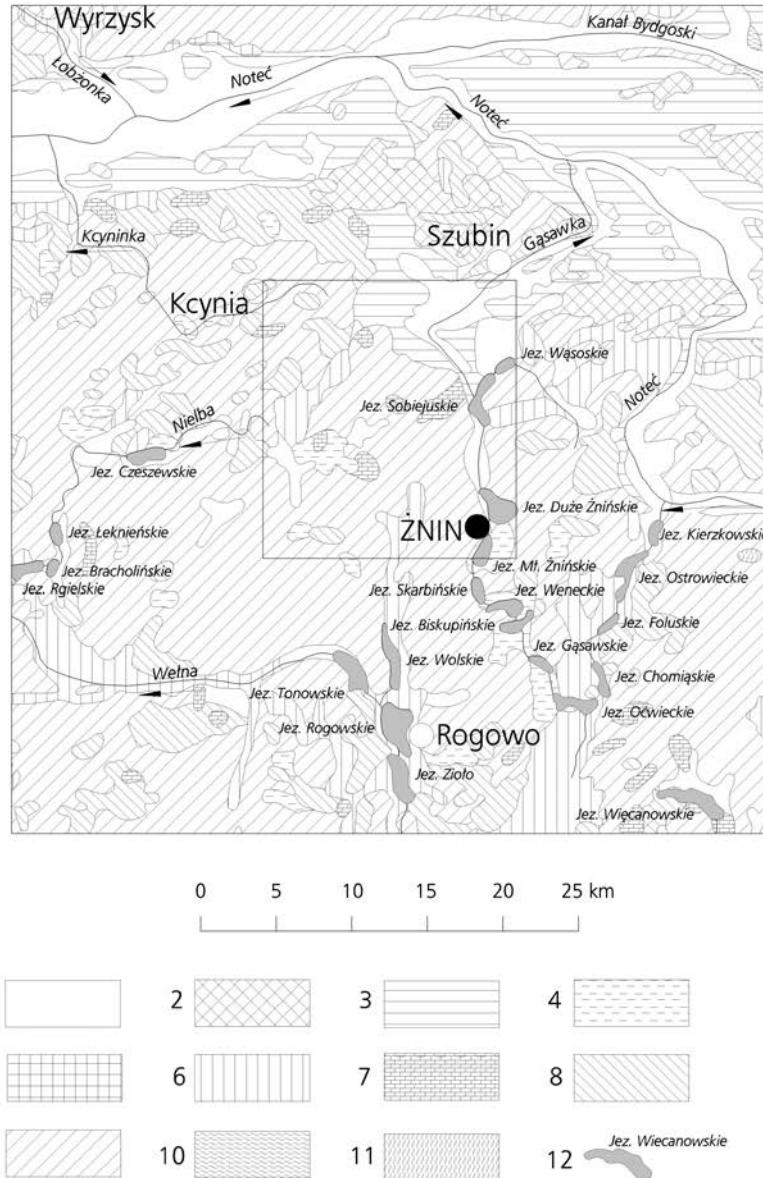 Wyrzysk
Kanał Bydgoski
Łobżonka
Noteć
Noteć
Kcyninka
Szubin
Gąsawka
Kcynia
Jez. Wąsoskie
Jez. Sobiejuskie
Noteć
Nielba
Jez. Czeszewskie
Jez. Duże Żnińskie
ŻNIN
Jez. Łeknieńskie
Jez. Kierzkowskie
Jez. Mł. Żnińskie
Jez. Bracholińskie
Jez. Ostrowieckie
Jez. Rgielskie
Jez. Skarbińskie
Jez. Weneckie
Jez. Biskupińskie
Jez. Foluskie
Jez. Gąsawskie
Jez. Wolskie
Wełna
Jez. Chomiąskie
Jez. Tonowskie
Jez. Oćwieckie
Jez. Rogowskie
Rogowo
Jez. Zioło
Jez. Więcanowskie
0 5 10 15 20 25 km
2 3 4
6 7 8
10 11 12 Jez. Wiecanowskie